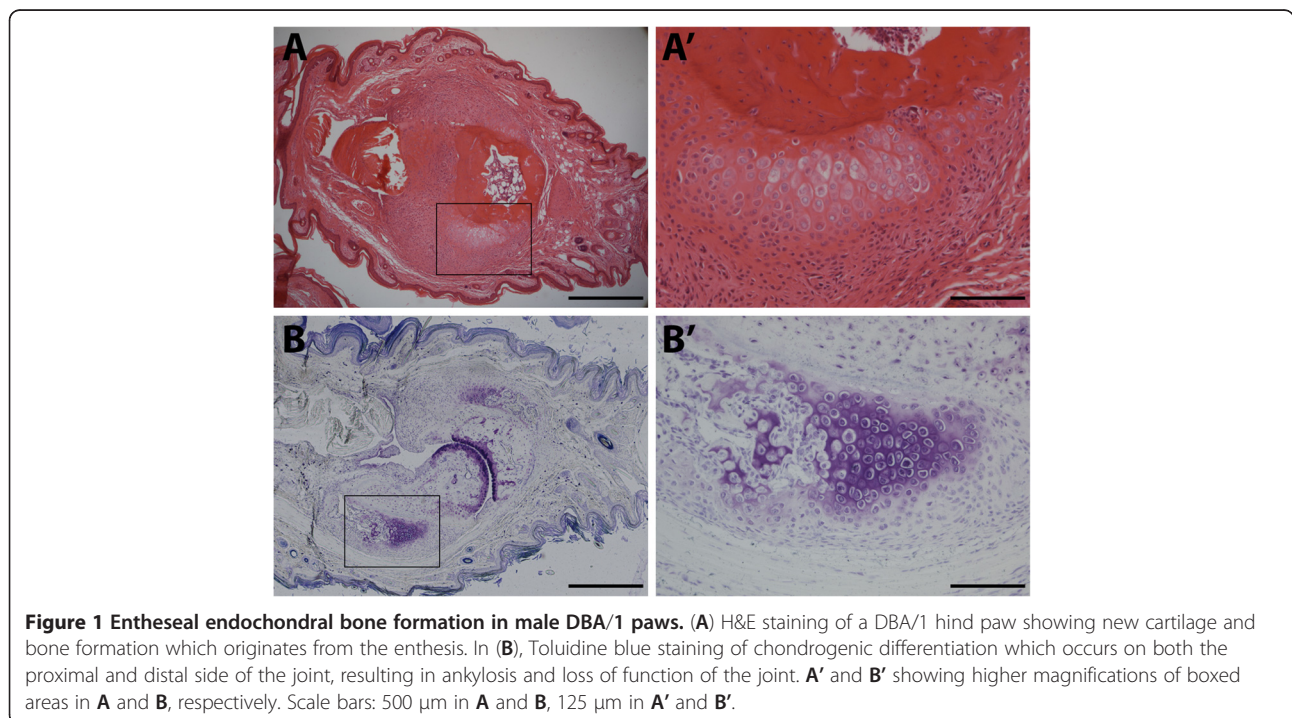 A
A′
B
B′
Figure 1 Entheseal endochondral bone formation in male DBA/1 paws. (A) H&E staining of a DBA/1 hind paw showing new cartilage and
bone formation which originates from the enthesis. In (B), Toluidine blue staining of chondrogenic differentiation which occurs on both the
proximal and distal side of the joint, resulting in ankylosis and loss of function of the joint. A′ and B′ showing higher magnifications of boxed
areas in A and B, respectively. Scale bars: 500 μm in A and B, 125 μm in A′ and B′.